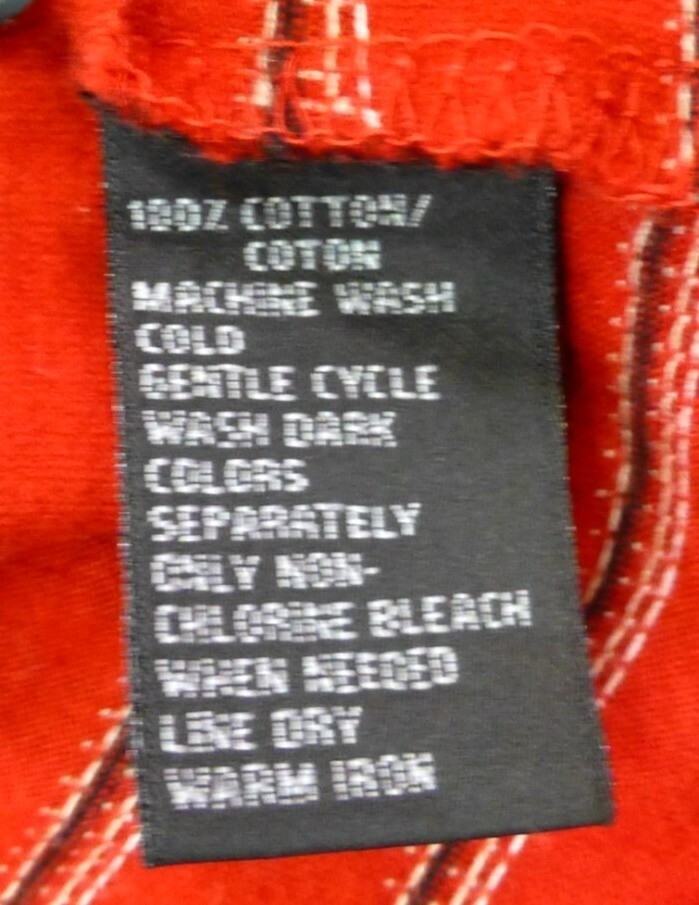 100% COTTON/
COTON
MACHINE WASH
COLD
GENTLE CYCLE
WASH DARK
COLORS
SEPARATELY
ONLY NON-
CHLORINE BLEACH
WHEN NEEDED
LINE DRY
WARM IRON